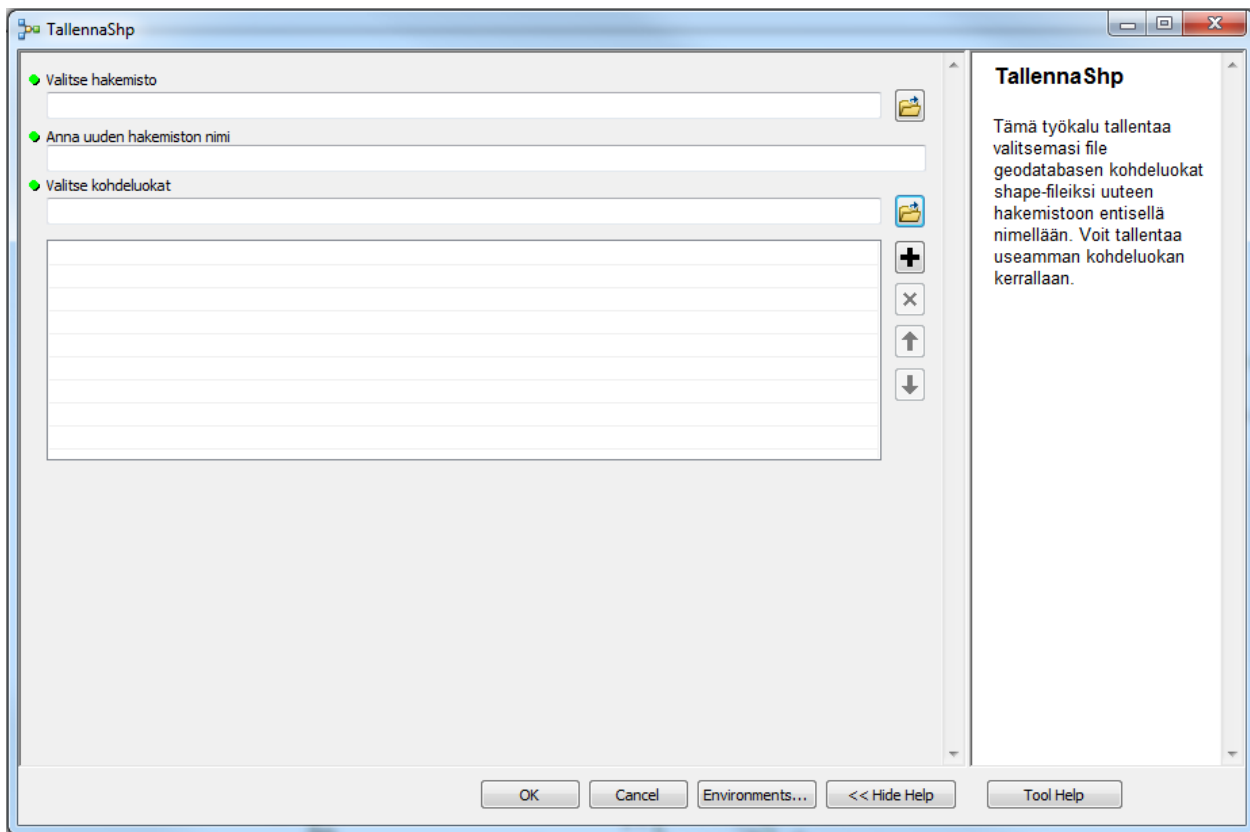 TallennaShp
Valitse hakemisto
Anna uuden hakemiston nimi
Valitse kohdeluokat
TallennaShp
Tämä työkalu tallentaa
valitsemasi file
geodatabasen kohdeluokat
shape-fileiksi uuteen
hakemistoon entisellä
nimellään. Voit tallentaa
useamman kohdeluokan
kerrallaan.
OK
Cancel
Environments...
<< Hide Help
Tool Help